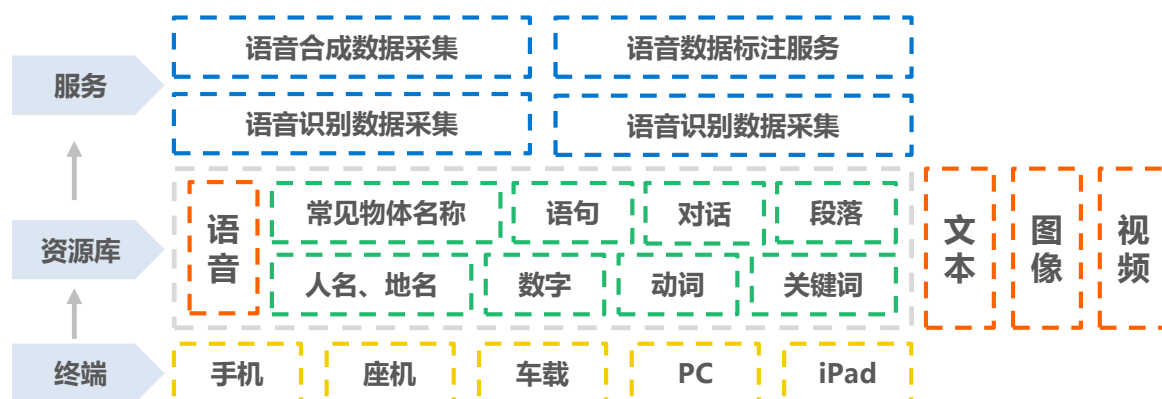 服务
语音合成数据采集
语音数据标注服务
语音识别数据采集
语音识别数据采集
资源库
语音
常见物体名称
语句
对话
段落
人名、地名
数字
动词
关键词
文本
图像
视频
终端
手机
座机
车载
PC
iPad